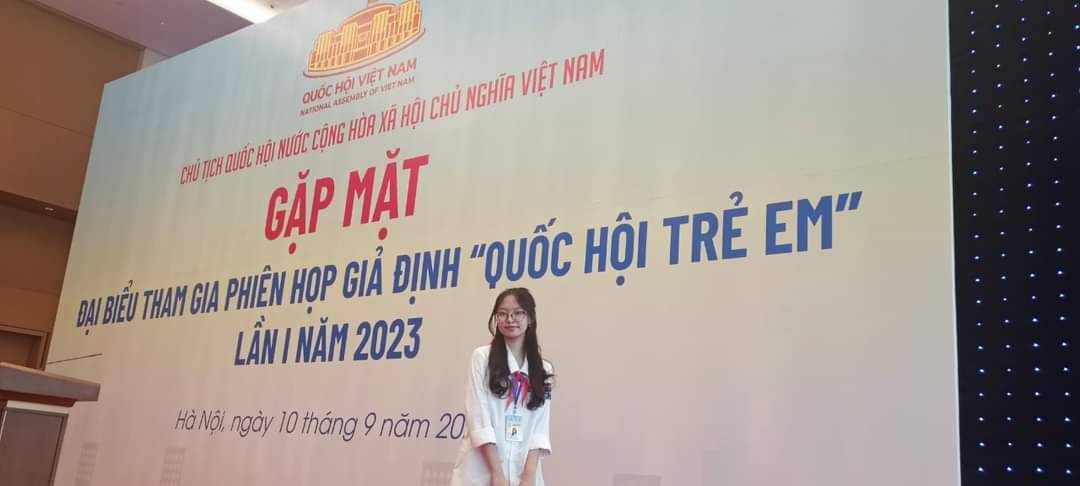 QUỐC HỘI VIỆT NAM
NATIONAL ASSEMBLY OF VIET NAM
CHỦ TỊCH QUỐC HỘI NƯỚC CỘNG HÒA XÃ HỘI CHỦ NGHĨA VIỆT NAM
GẶP MẶT
ĐẠI BIỂU THAM GIA PHIÊN HỌP GIẢ ĐỊNH “QUỐC HỘI TRẺ EM”
LẦN I NĂM 2023
Hà Nội, ngày 10 tháng 9 năm